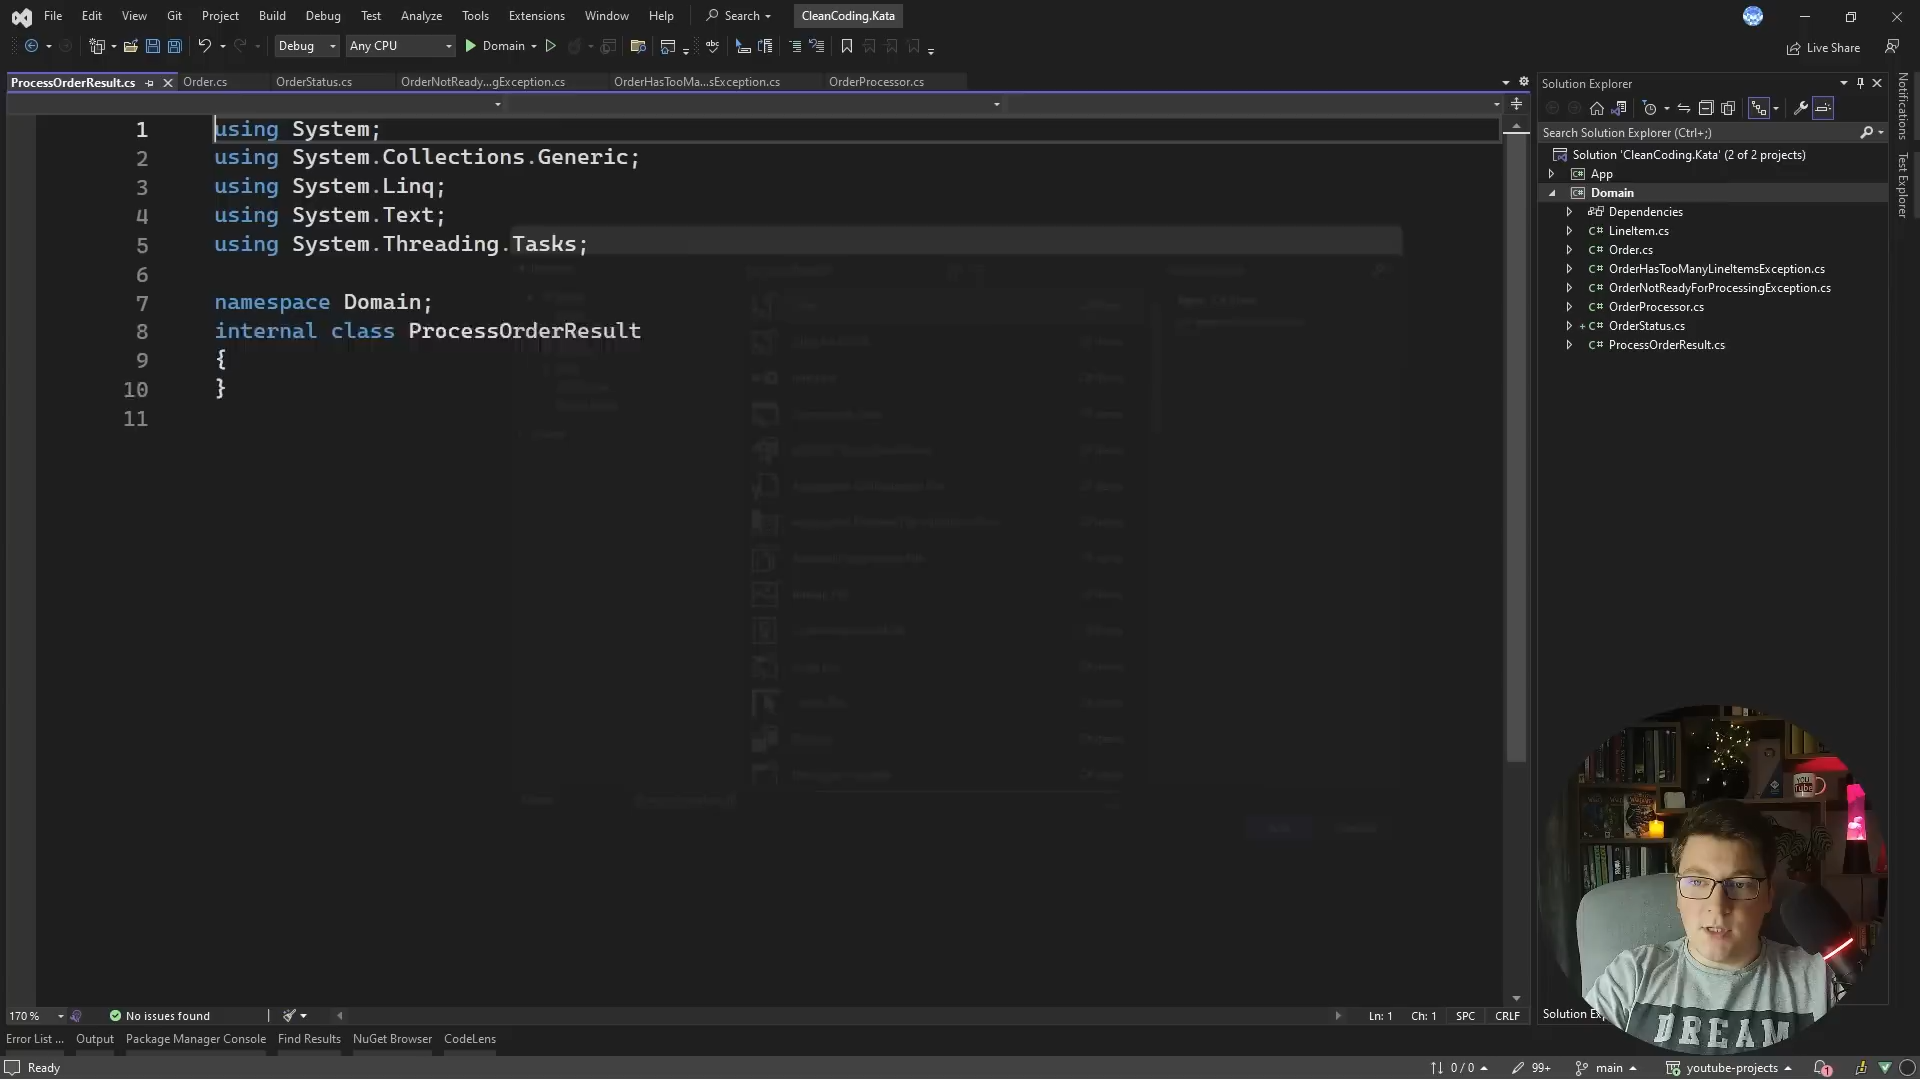 File Edit View Git Project Build Debug Test Analyze Tools Extensions Window Help Search CleanCoding.Kata
Debug Any CPU Domain Live Share
ProcessOrderResult.cs Order.cs OrderStatus.cs OrderNotReady...gException.cs OrderHasTooMa...sException.cs OrderProcessor.cs
1 using System;
2 using System.Collections.Generic;
3 using System.Linq;
4 using System.Text;
5 using System.Threading.Tasks;
6
7 namespace Domain;
8 internal class ProcessOrderResult
9 {
10 }
11
Solution Explorer
Search Solution Explorer (Ctrl+;)
Solution 'CleanCoding.Kata' (2 of 2 projects)
App
Domain
Dependencies
LineItem.cs
Order.cs
OrderHasTooManyLineItemsException.cs
OrderNotReadyForProcessingException.cs
OrderProcessor.cs
OrderStatus.cs
ProcessOrderResult.cs
Notifications
Test Explorer
YOU
Tube
DREAM
170 % No issues found Ln: 1 Ch: 1 SPC CRLF
Solution Exp
Error List ... Output Package Manager Console Find Results NuGet Browser CodeLens
Ready 0 / 0 99+ main youtube-projects 1